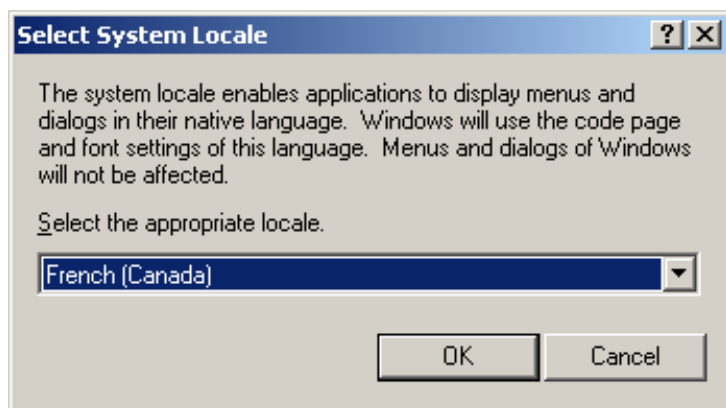 Select System Locale
The system locale enables applications to display menus and
dialogs in their native language.  Windows will use the code page
and font settings of this language.  Menus and dialogs of Windows
will not be affected.
Select the appropriate locale.
French (Canada)
OK Cancel